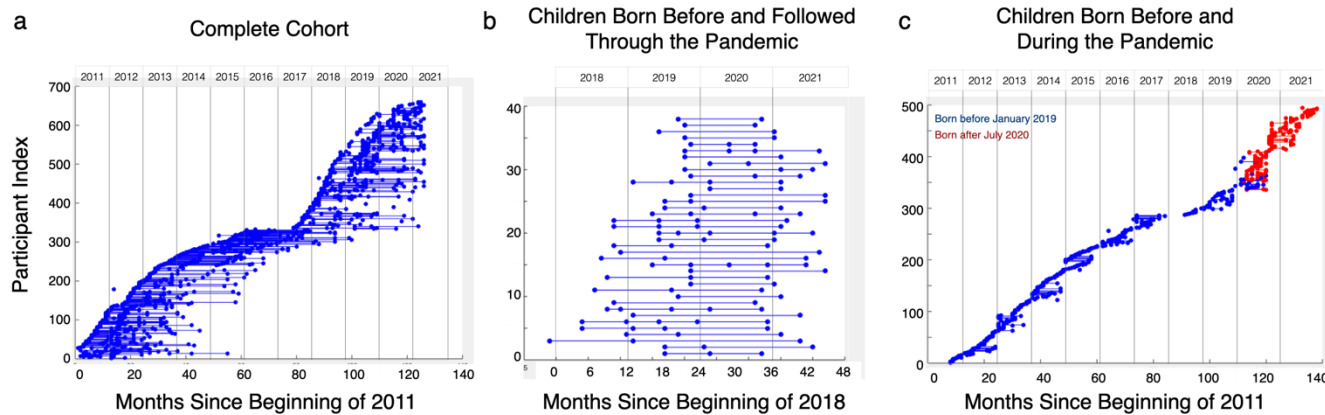 a
Complete Cohort
2011 2012 2013 2014 2015 2016 2017 2018 2019 2020 2021
700
600
500
400
300
200
100
0
Participant Index
0 20 40 60 80 100 120 140
Months Since Beginning of 2011
b
Children Born Before and Followed
Through the Pandemic
2018 2019 2020 2021
40
30
20
10
0
5
0 6 12 18 24 30 36 42 48
Months Since Beginning of 2018
c
Children Born Before and
During the Pandemic
2011 2012 2013 2014 2015 2016 2017 2018 2019 2020 2021
500
Born before January 2019
Born after July 2020
400
300
200
100
0
0 20 40 60 80 100 120 140
Months Since Beginning of 2011